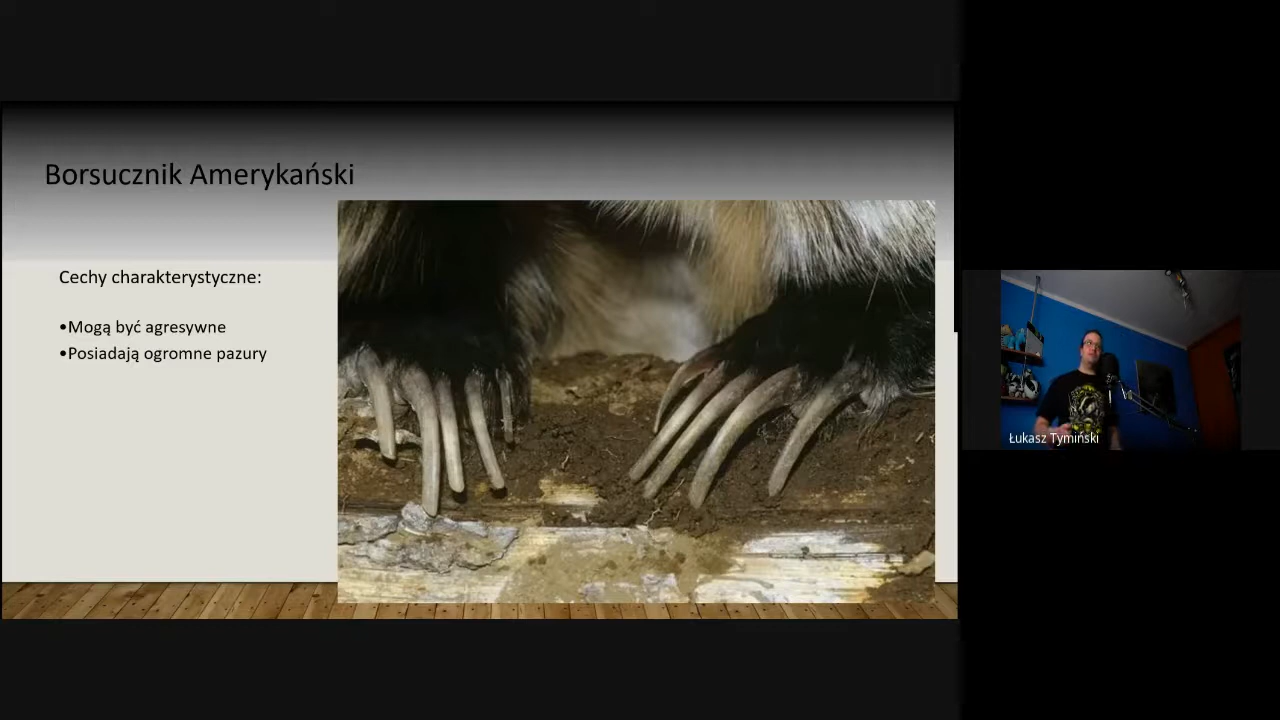 Borsucznik Amerykański
Cechy charakterystyczne:
•Mogą być agresywne
•Posiadają ogromne pazury
Łukasz Tymiński